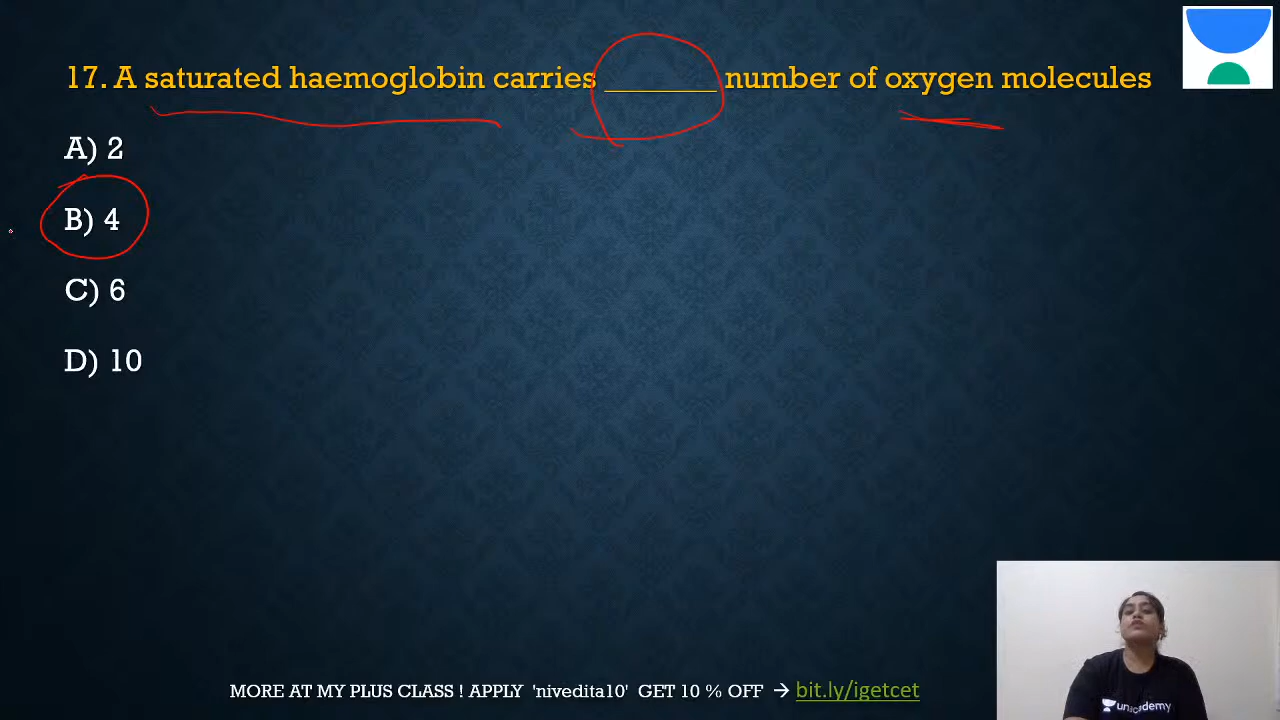 17. A saturated haemoglobin carries ________ number of oxygen molecules
A) 2
B) 4
C) 6
D) 10
unacademy
MORE AT MY PLUS CLASS ! APPLY 'nivedita10' GET 10 % OFF → bit.ly/igetcet